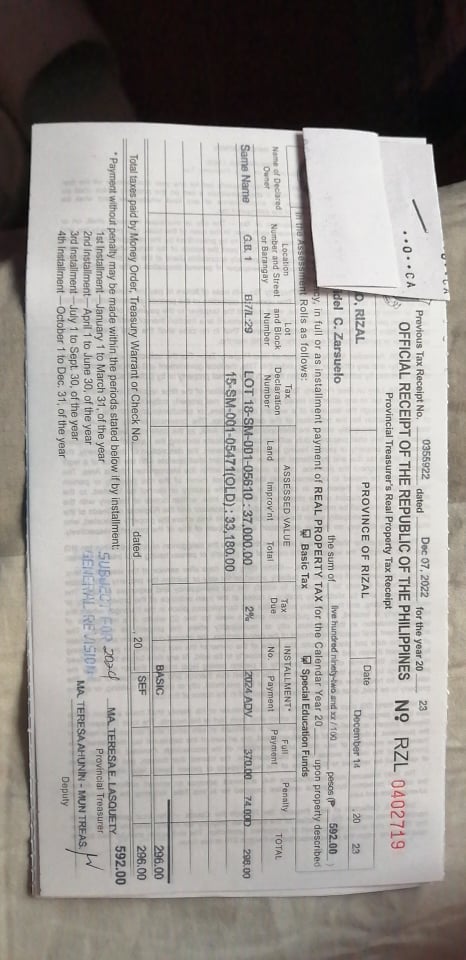 Previous Tax Receipt No. 0355922 dated Dec 07, 2022 for the year 20 23
OFFICIAL RECEIPT OF THE REPUBLIC OF THE PHILIPPINES Nº RZL 0402719
Provincial Treasurer's Real Property Tax Receipt
O, RIZAL PROVINCE OF RIZAL Date December 14 , 20 23
del C. Zarsuelo the sum of five hundred ninety-two and xx /100 pesos (P 592.00 )
cy, in full or as installment payment of REAL PROPERTY TAX for the Calendar Year 20 upon property described
in the Assessment Rolls as follows: Basic Tax Special Education Funds
Name of Declared Owner Location Number and Street or Barangay Lot and Block Number Tax Declaration Number ASSESSED VALUE Land Improv'nt Total Tax Due INSTALLMENT* No. Payment Full Payment Penalty TOTAL
Same Name G.B. 1 B7/L-29 LOT 18-SM-001-05610 : 37,000.00 2% 2024 ADV 370.00 74.00D 296.00
15-SM-001-05471(OLD) : 33,180.00
BASIC 296.00
Total taxes paid by Money Order, Treasury Warrant or Check No. dated , 20 SEF 296.00
592.00
* Payment without penalty may be made within the periods stated below if by installment:
1st Installment — January 1 to March 31, of the year
2nd Installment — April 1 to June 30, of the year
3rd Installment — July 1 to Sept. 30, of the year
4th Installment — October 1 to Dec. 31, of the year
SUBJECT FOR 2024
GENERAL REVISION
MA. TERESA E. LASQUETY
Provincial Treasurer
MA. TERESA AHUNIN - MUN TREAS.
Deputy